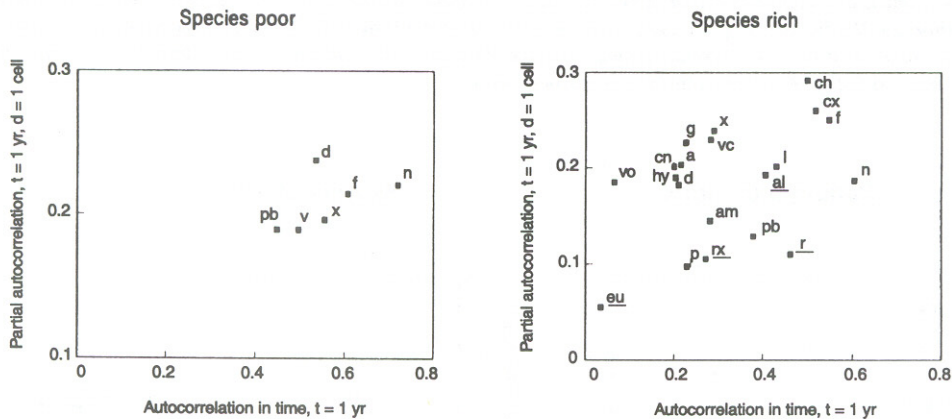 Species poor
Partial autocorrelation, t = 1 yr, d = 1 cell
0.3
0.2
0.1
d
f
n
pb
v
x
0
0.2
0.4
0.6
0.8
Autocorrelation in time, t = 1 yr
Species rich
Partial autocorrelation, t = 1 yr, d = 1 cell
0.3
0.2
0.1
0
ch
cx
f
x
g
vc
cn
a
l
vo
hy
d
al
n
am
pb
p
rx
r
eu
0
0.2
0.4
0.6
0.8
Autocorrelation in time, t = 1 yr